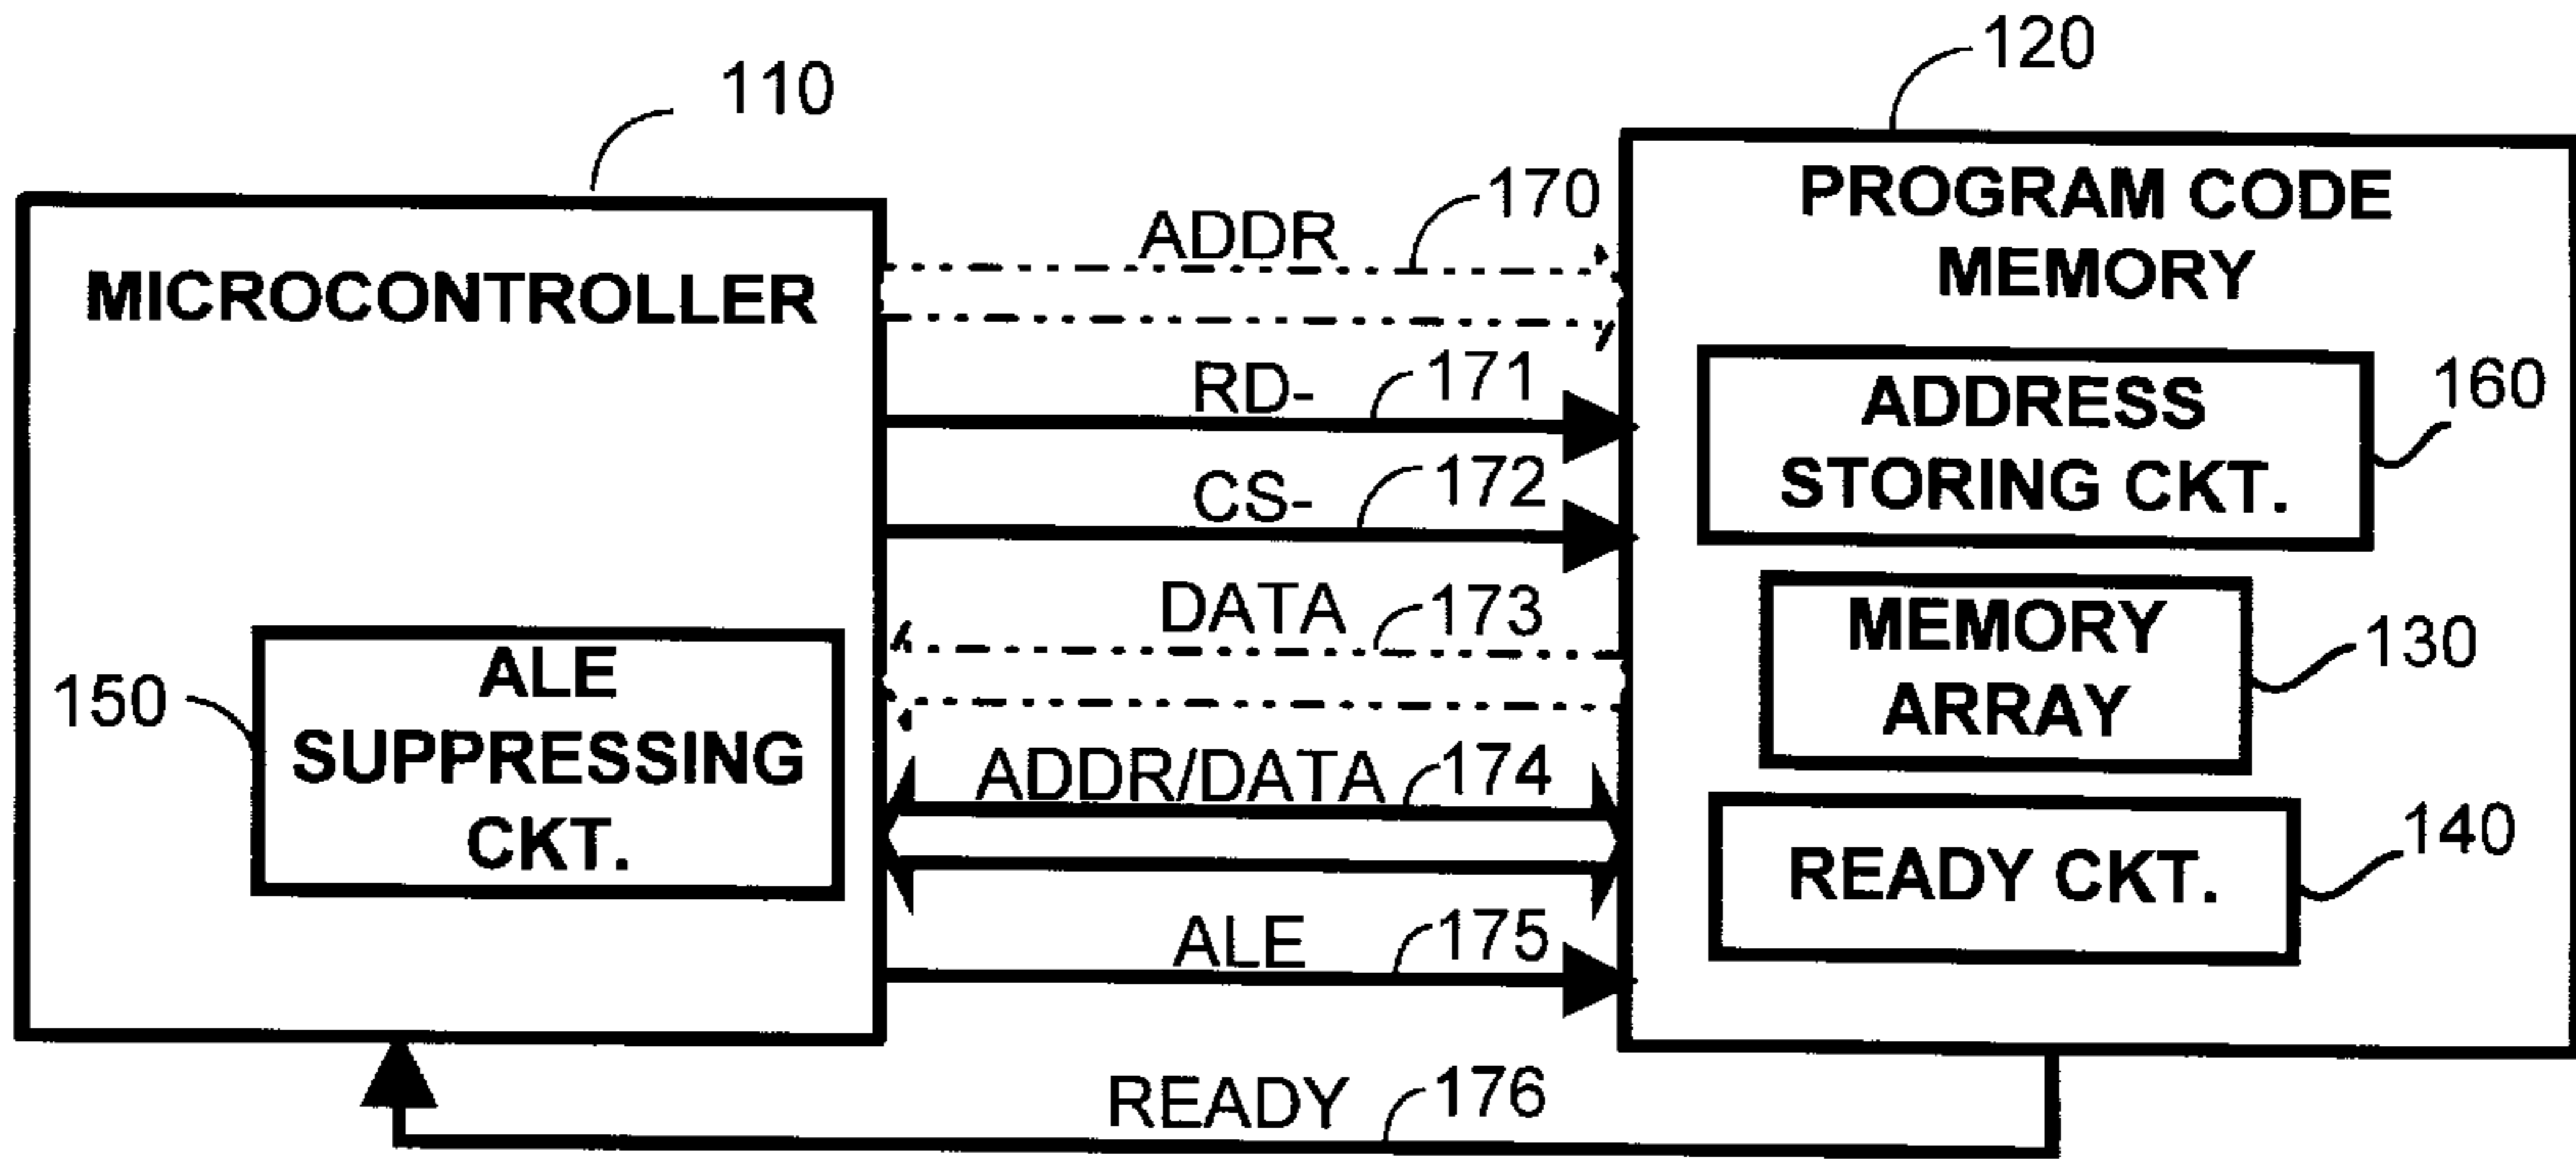 120
110
170
PROGRAM CODE
MEMORY
ADDR
MICROCONTROLLER
RD-
171
ADDRESS
STORING CKT.
160
CS-
172
DATA
173
MEMORY
ARRAY
130
150
ALE
SUPPRESSING
CKT.
ADDR/DATA
174
READY CKT.
140
ALE
175
READY
176